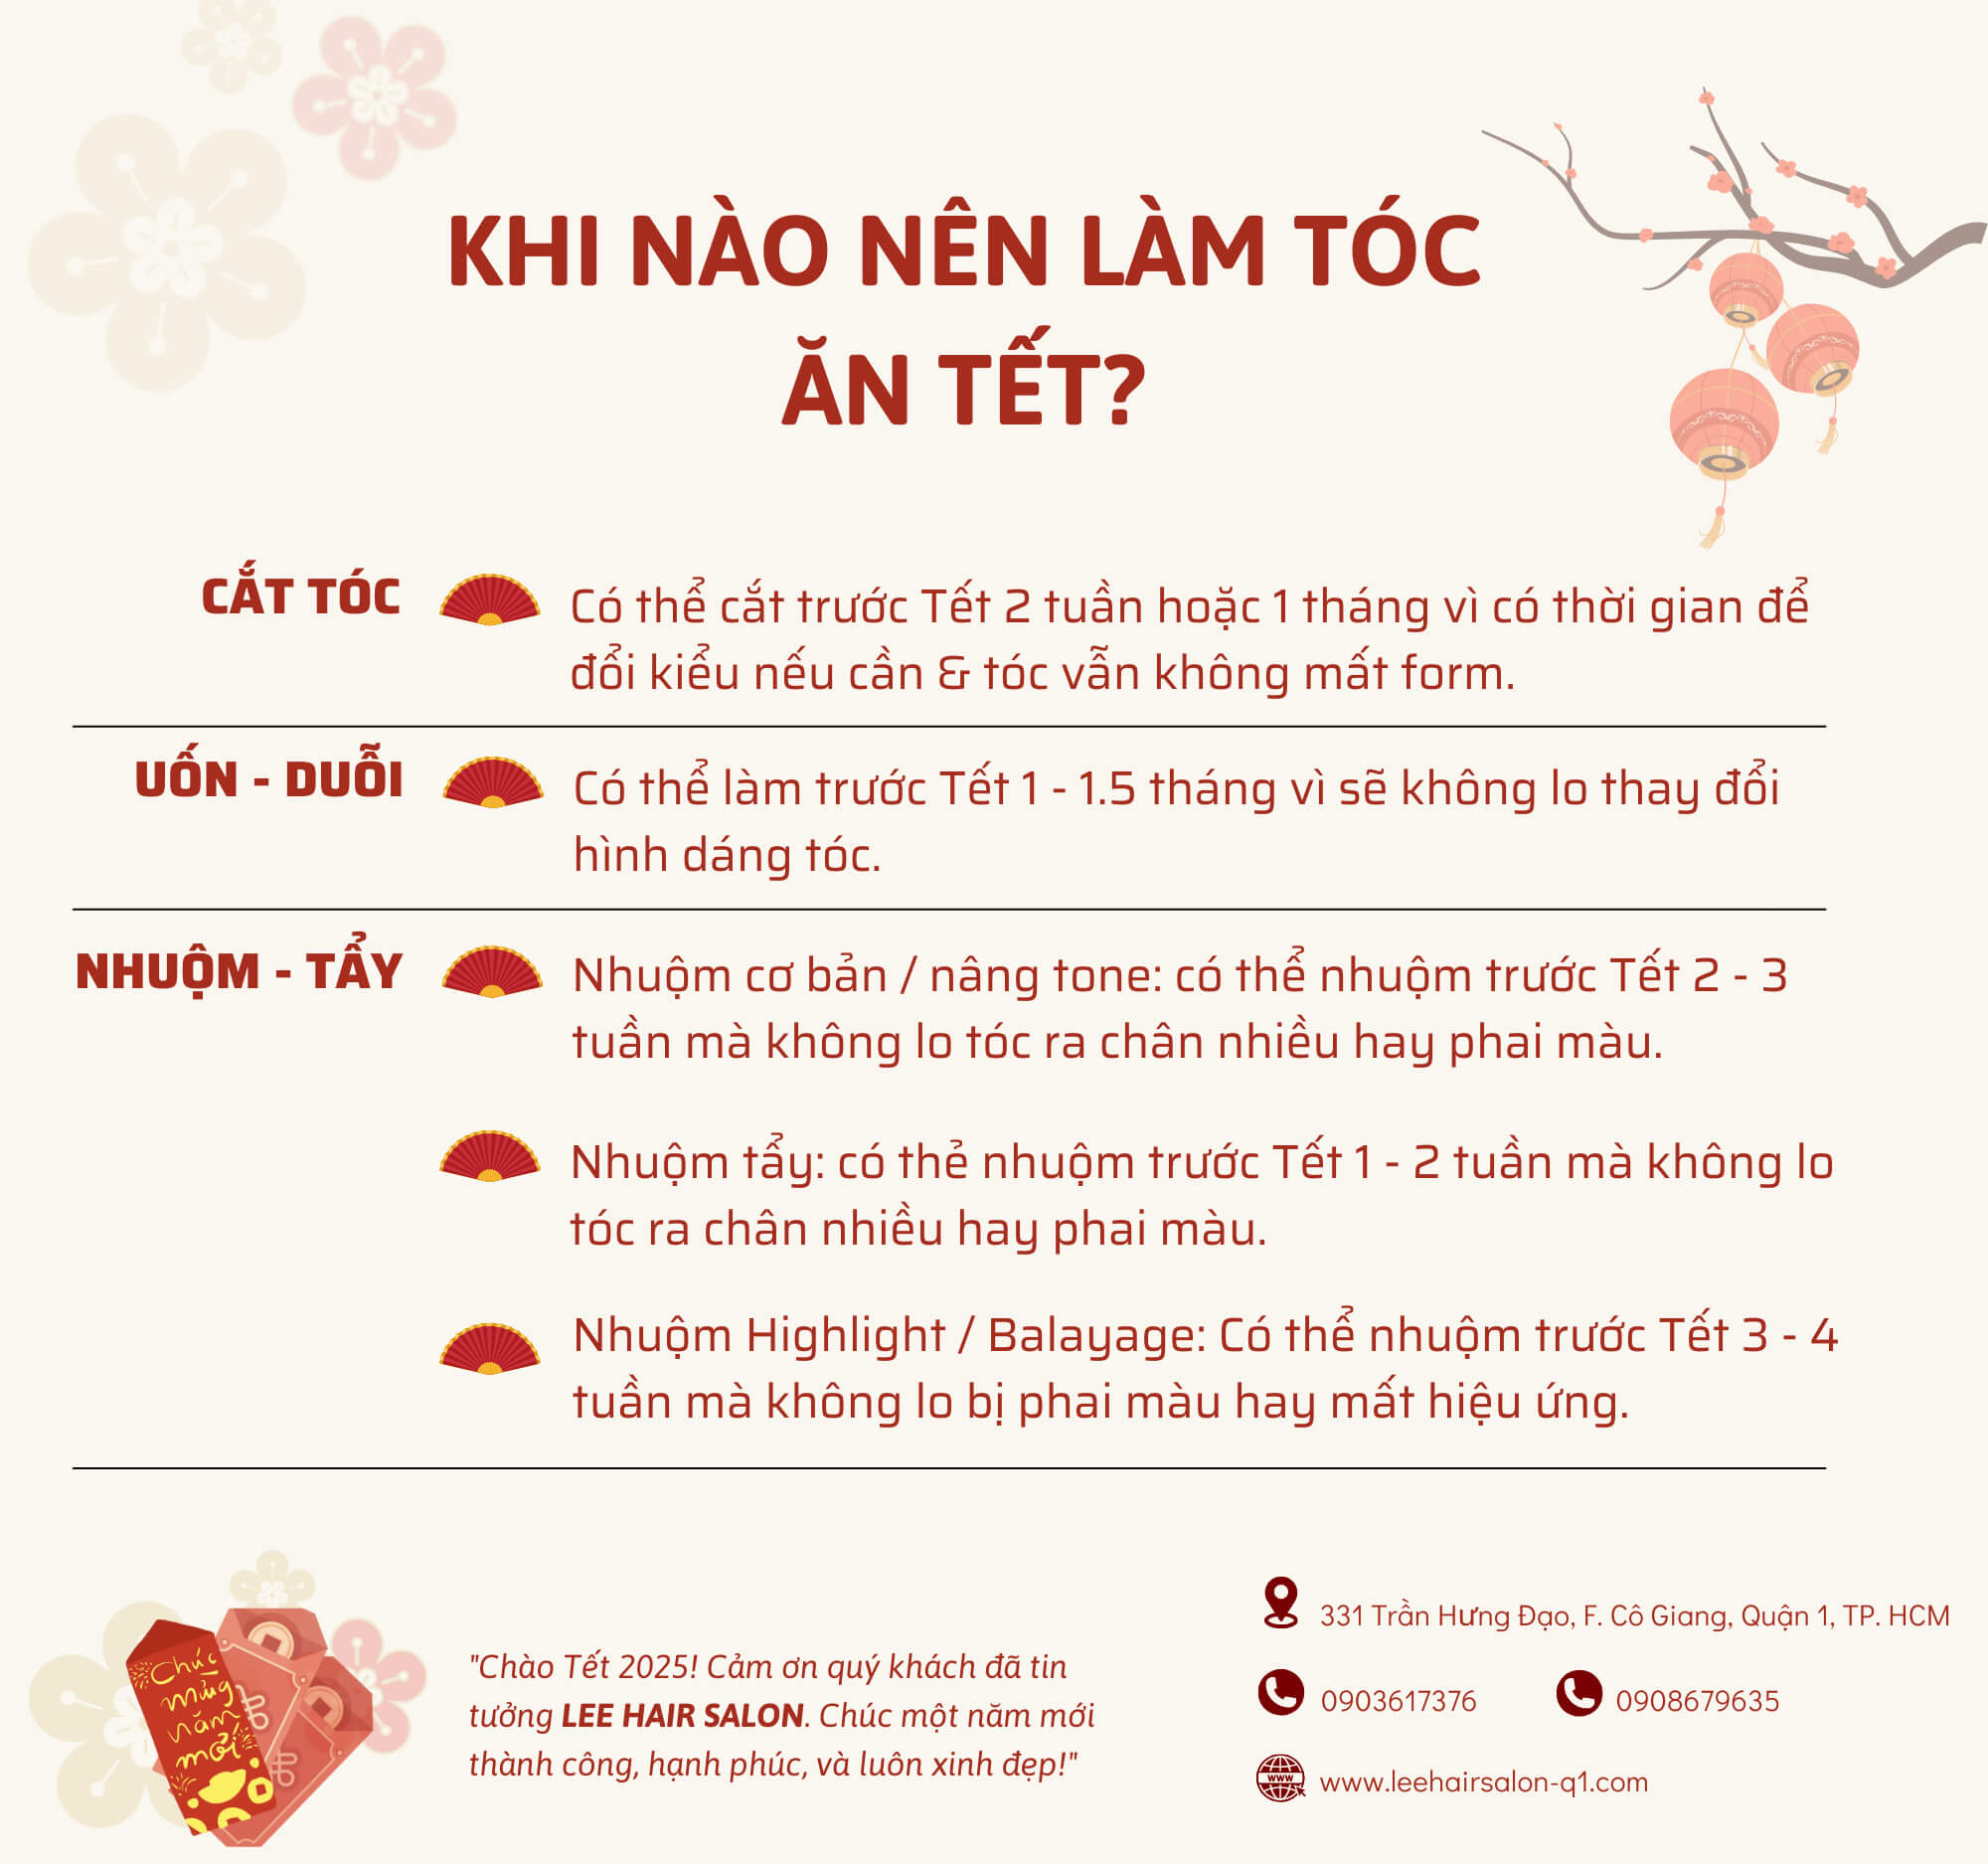 KHI NÀO NÊN LÀM TÓC
ĂN TẾT?
CẮT TÓC
Có thể cắt trước Tết 2 tuần hoặc 1 tháng vì có thời gian để
đổi kiểu nếu cần & tóc vẫn không mất form.
UỐN - DUỖI
Có thể làm trước Tết 1 - 1.5 tháng vì sẽ không lo thay đổi
hình dáng tóc.
NHUỘM - TẨY
Nhuộm cơ bản / nâng tone: có thể nhuộm trước Tết 2 - 3
tuần mà không lo tóc ra chân nhiều hay phai màu.
Nhuộm tẩy: có thẻ nhuộm trước Tết 1 - 2 tuần mà không lo
tóc ra chân nhiều hay phai màu.
Nhuộm Highlight / Balayage: Có thể nhuộm trước Tết 3 - 4
tuần mà không lo bị phai màu hay mất hiệu ứng.
Chúc
mừng
năm
mới
"Chào Tết 2025! Cảm ơn quý khách đã tin
tưởng LEE HAIR SALON. Chúc một năm mới
thành công, hạnh phúc, và luôn xinh đẹp!"
331 Trần Hưng Đạo, F. Cô Giang, Quận 1, TP. HCM
0903617376
0908679635
WWW
www.leehairsalon-q1.com